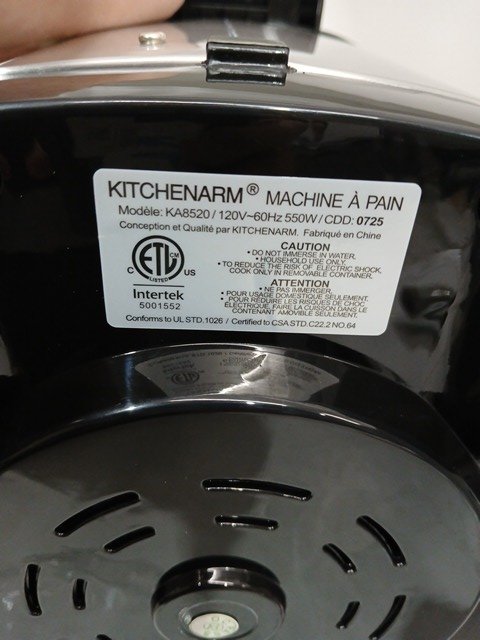 KITCHENARM® MACHINE À PAIN
Modèle: KA8520 / 120V~60Hz 550W / CDD: 0725
Conception et Qualité par KITCHENARM. Fabriqué en Chine
CAUTION
• DO NOT IMMERSE IN WATER.
• HOUSEHOLD USE ONLY.
• TO REDUCE THE RISK OF ELECTRIC SHOCK,
COOK ONLY IN REMOVABLE CONTAINER.
ATTENTION
• NE PAS IMMERGER.
• POUR USAGE DOMESTIQUE SEULEMENT.
• POUR RÉDUIRE LES RISQUES DE CHOC
ÉLECTRIQUE, FAIRE LA CUISSON DANS LE
CONTENANT AMOVIBLE SEULEMENT.
C ETL CM US
LISTED
Intertek
5001552
Conforms to UL STD.1026 / Certified to CSA STD.C22.2 NO.64